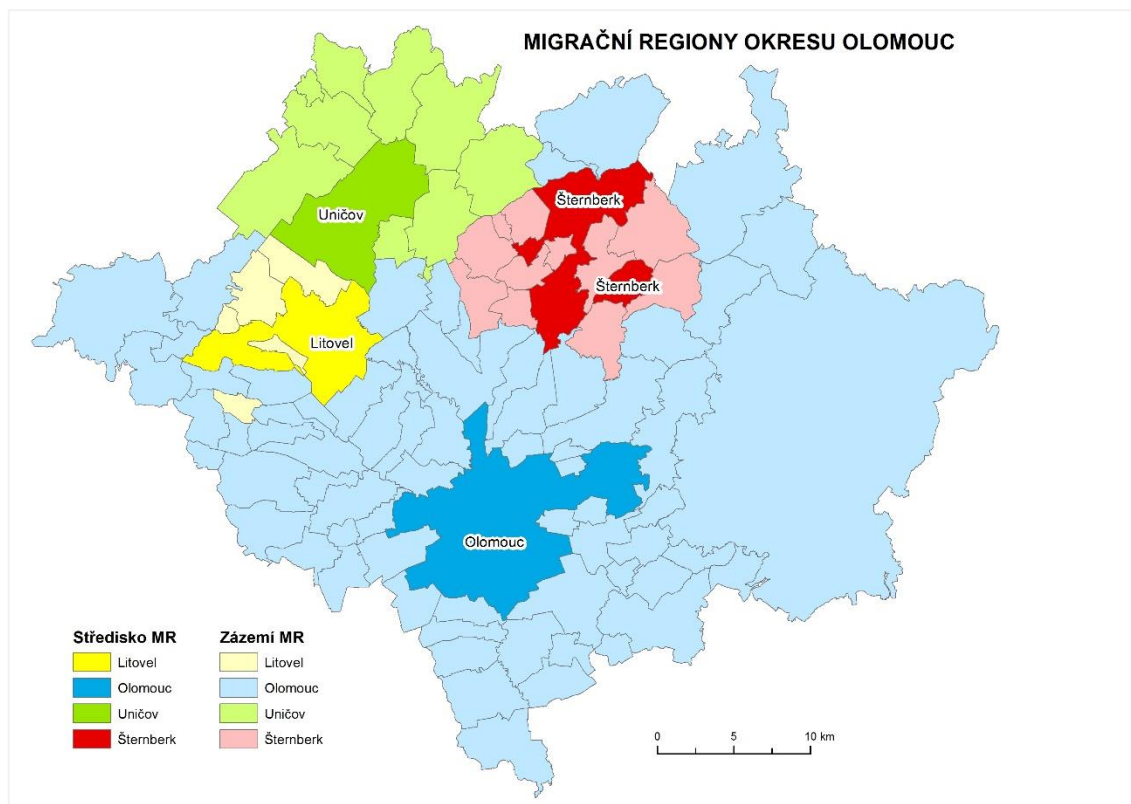 MIGRAČNÍ REGIONY OKRESU OLOMOUC
Šternberk
Uničov
Šternberk
Litovel
Olomouc
Středisko MR
Litovel
Olomouc
Uničov
Šternberk
Zázemí MR
Litovel
Olomouc
Uničov
Šternberk
0 5 10 km